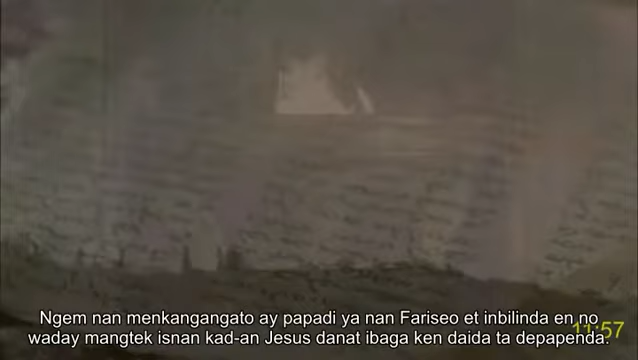 Ngem nan menkangangato ay papadi ya nan Fariseo et inbilinda en no
waday mangtek isnan kad-an Jesus danat ibaga ken daida ta depapenda.
11:57